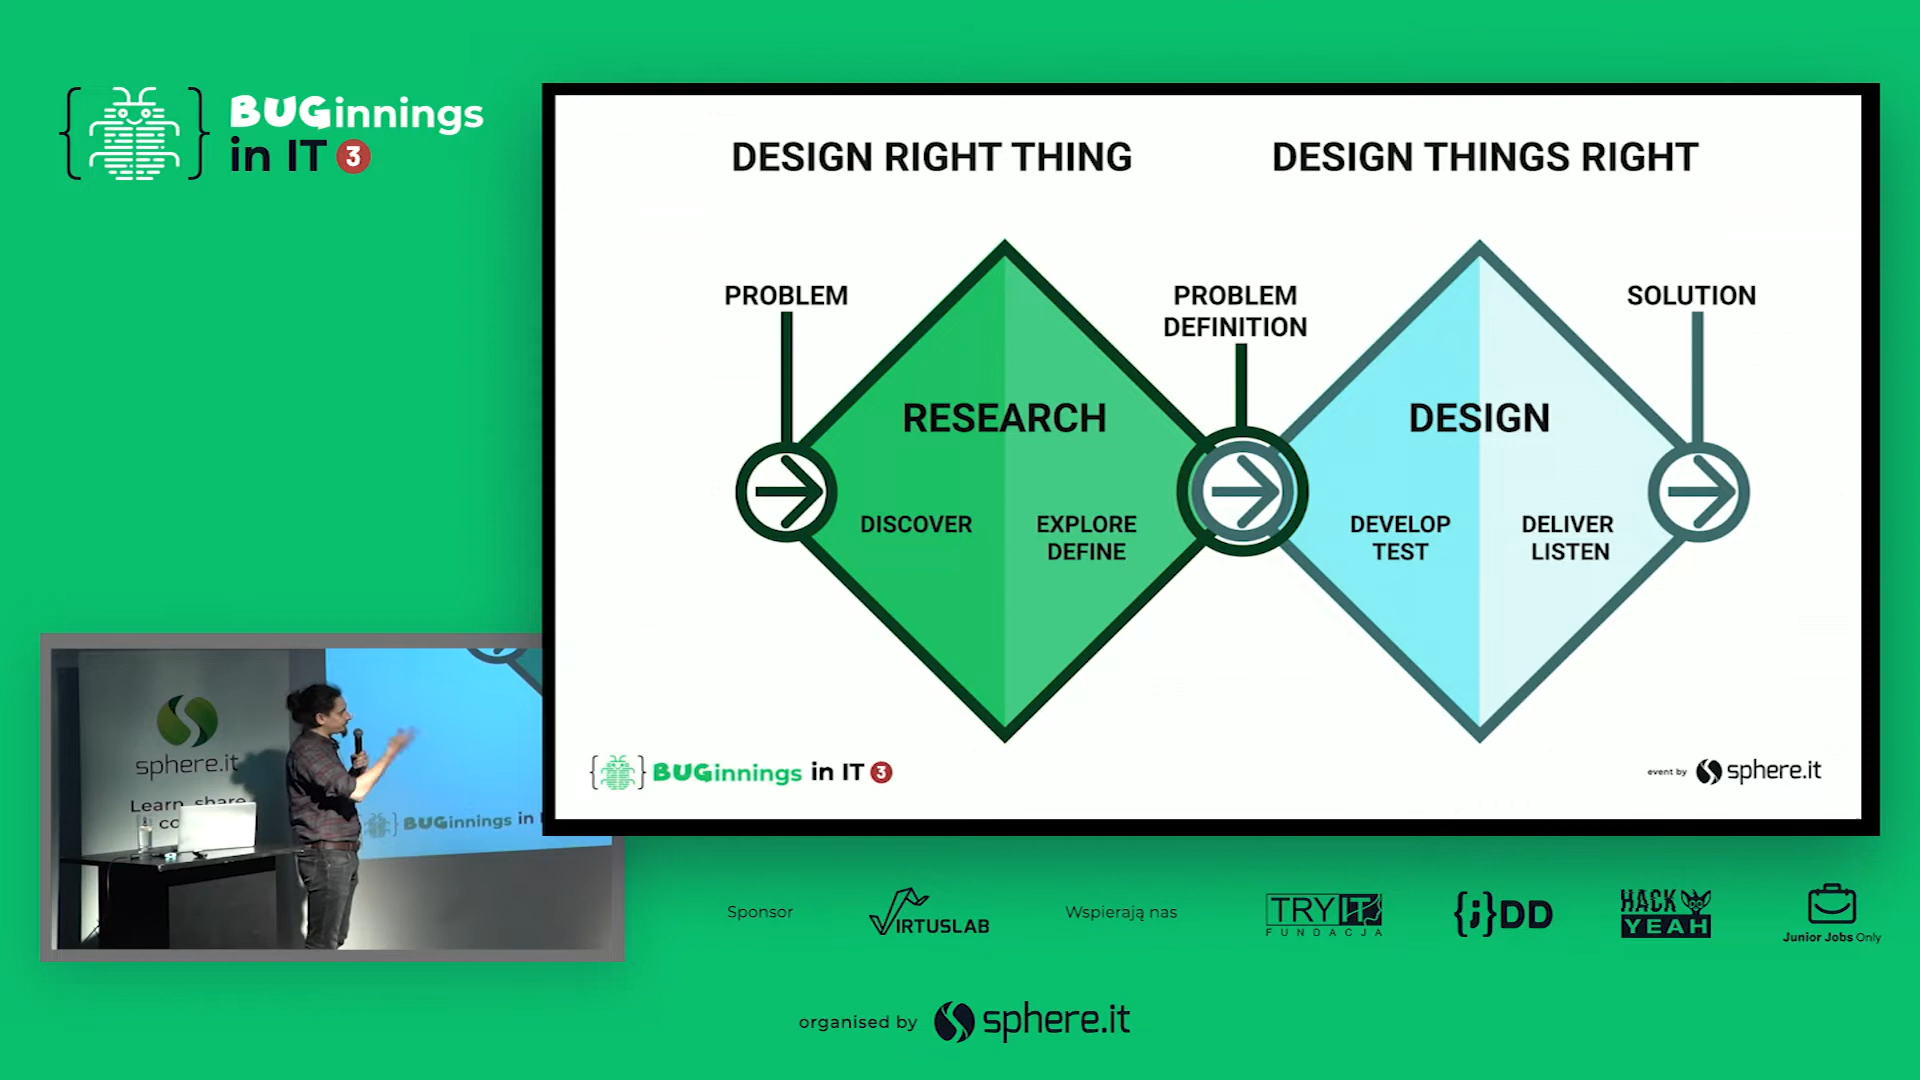 BUGinnings
in IT 3
DESIGN RIGHT THING
DESIGN THINGS RIGHT
PROBLEM
PROBLEM
DEFINITION
SOLUTION
RESEARCH
DESIGN
DISCOVER
EXPLORE
DEFINE
DEVELOP
TEST
DELIVER
LISTEN
BUGinnings in IT 3
event by sphere.it
sphere.it
Learn, share
BUGinnings in
Sponsor
VIRTUSLAB
Wspierają nas
TRY IT
FUNDACJA
{;}DD
HACK
YEAH
Junior Jobs Only
organised by sphere.it